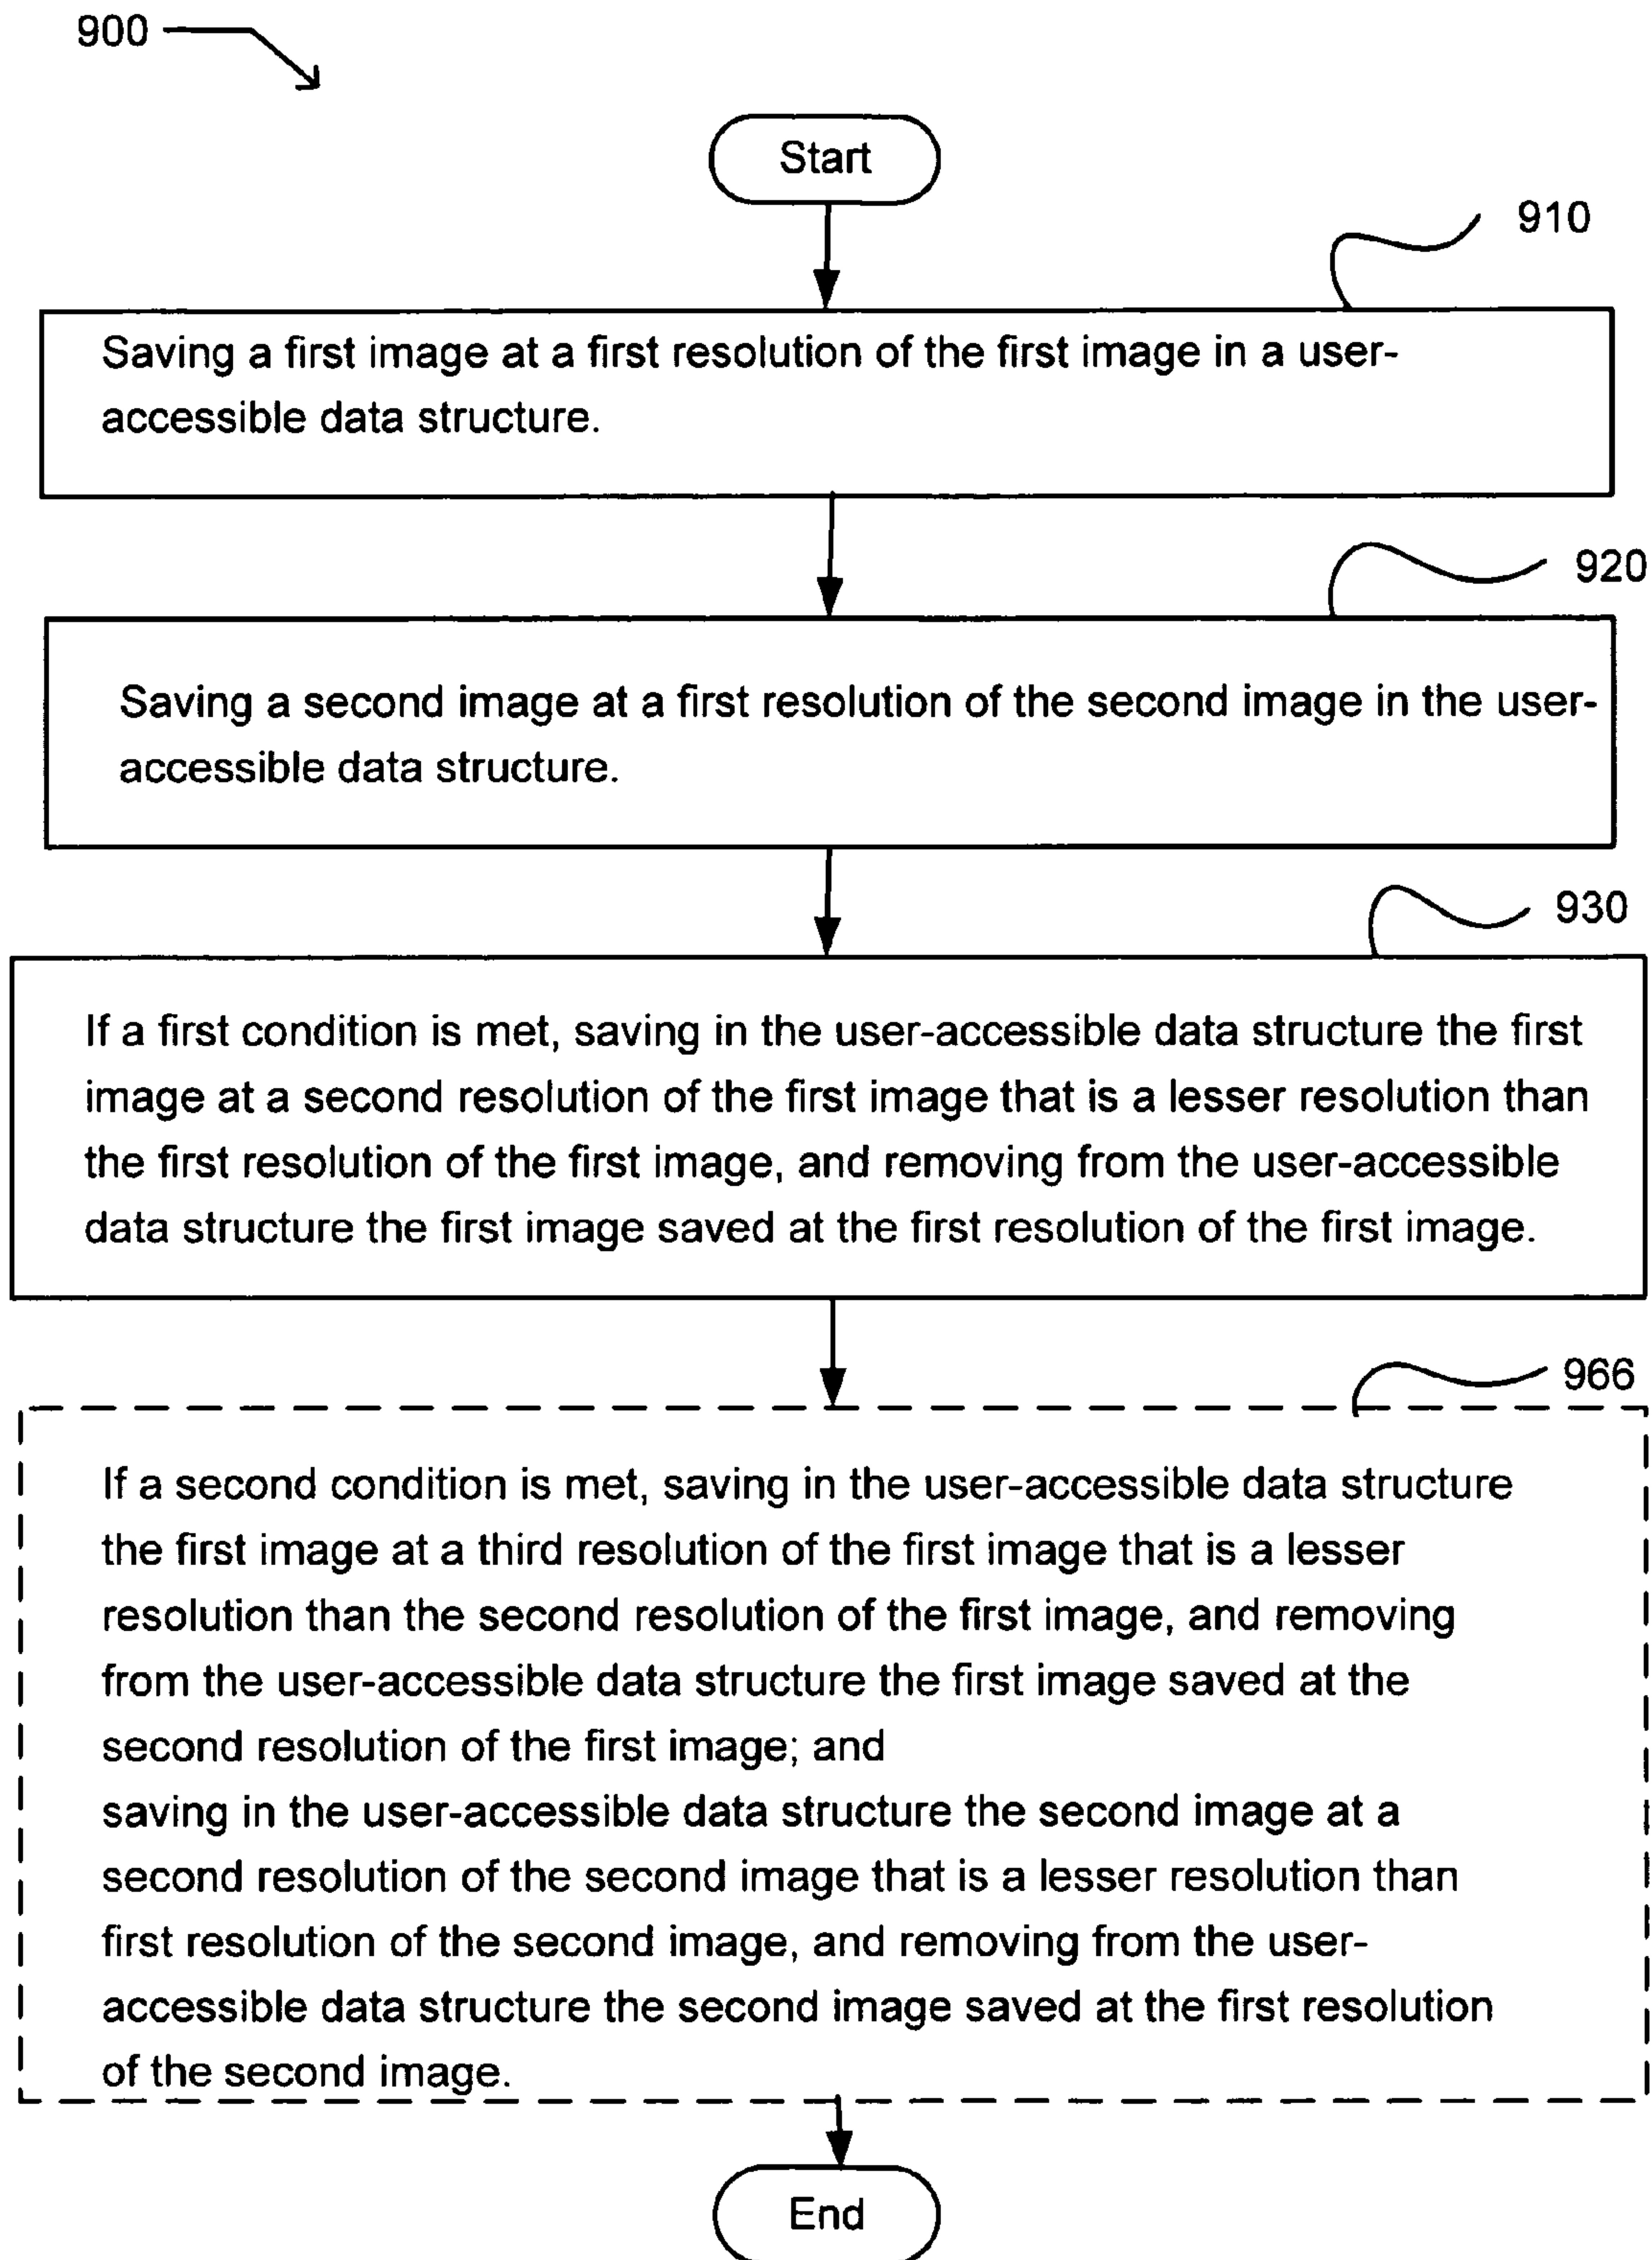 900
Start
910
Saving a first image at a first resolution of the first image in a user-
accessible data structure.
920
Saving a second image at a first resolution of the second image in the user-
accessible data structure.
930
If a first condition is met, saving in the user-accessible data structure the first
image at a second resolution of the first image that is a lesser resolution than
the first resolution of the first image, and removing from the user-accessible
data structure the first image saved at the first resolution of the first image.
966
If a second condition is met, saving in the user-accessible data structure
the first image at a third resolution of the first image that is a lesser
resolution than the second resolution of the first image, and removing
from the user-accessible data structure the first image saved at the
second resolution of the first image; and
saving in the user-accessible data structure the second image at a
second resolution of the second image that is a lesser resolution than
first resolution of the second image, and removing from the user-
accessible data structure the second image saved at the first resolution
of the second image.
End